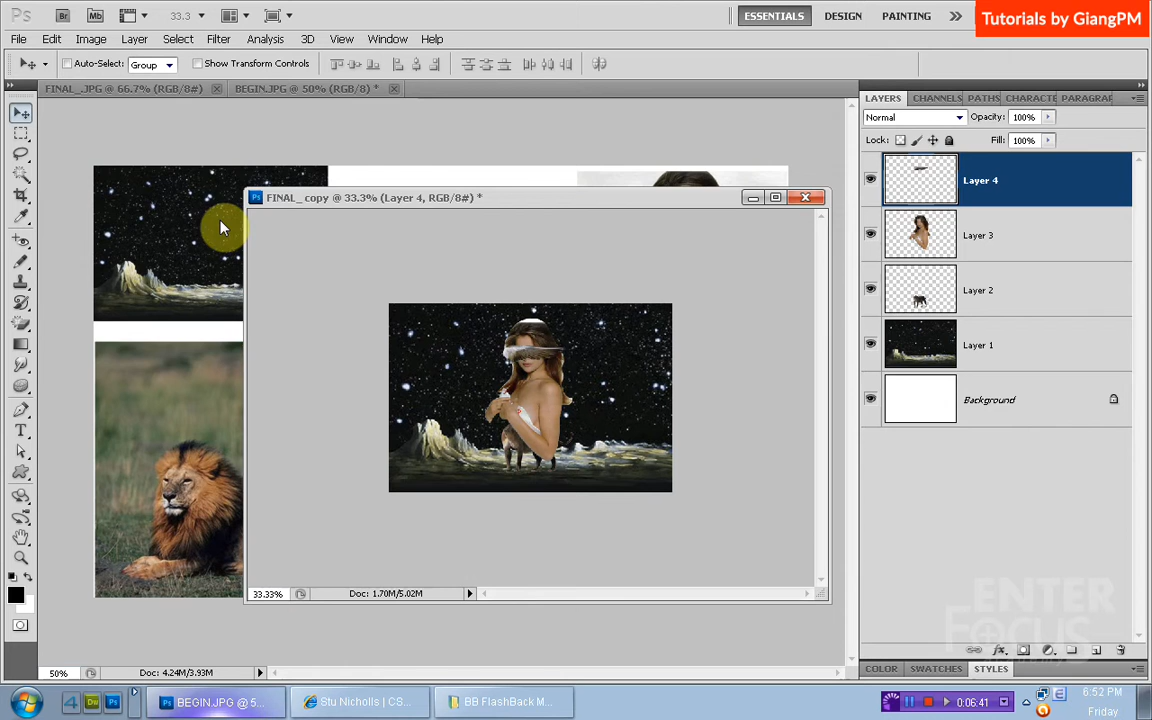 Ps Br Mb 33.3 ESSENTIALS DESIGN PAINTING
Tutorials by GiangPM
File Edit Image Layer Select Filter Analysis 3D View Window Help
Auto-Select: Group Show Transform Controls
FINAL_.JPG @ 66.7% (RGB/8#) BEGIN.JPG @ 50% (RGB/8) *
LAYERS CHANNELS PATHS CHARACTE PARAGRAF
Normal Opacity: 100%
Lock: Fill: 100%
Layer 4
FINAL_ copy @ 33.3% (Layer 4, RGB/8#) *
Layer 3
Layer 2
Layer 1
Background
33.33% Doc: 1.70M/5.02M
ENTER
FOCUS
50% Doc: 4.24M/3.93M
COLOR SWATCHES STYLES
BEGIN.JPG @ 5... Stu Nicholls | CS... BB FlashBack M...
0:06:41
6:52 PM
Friday